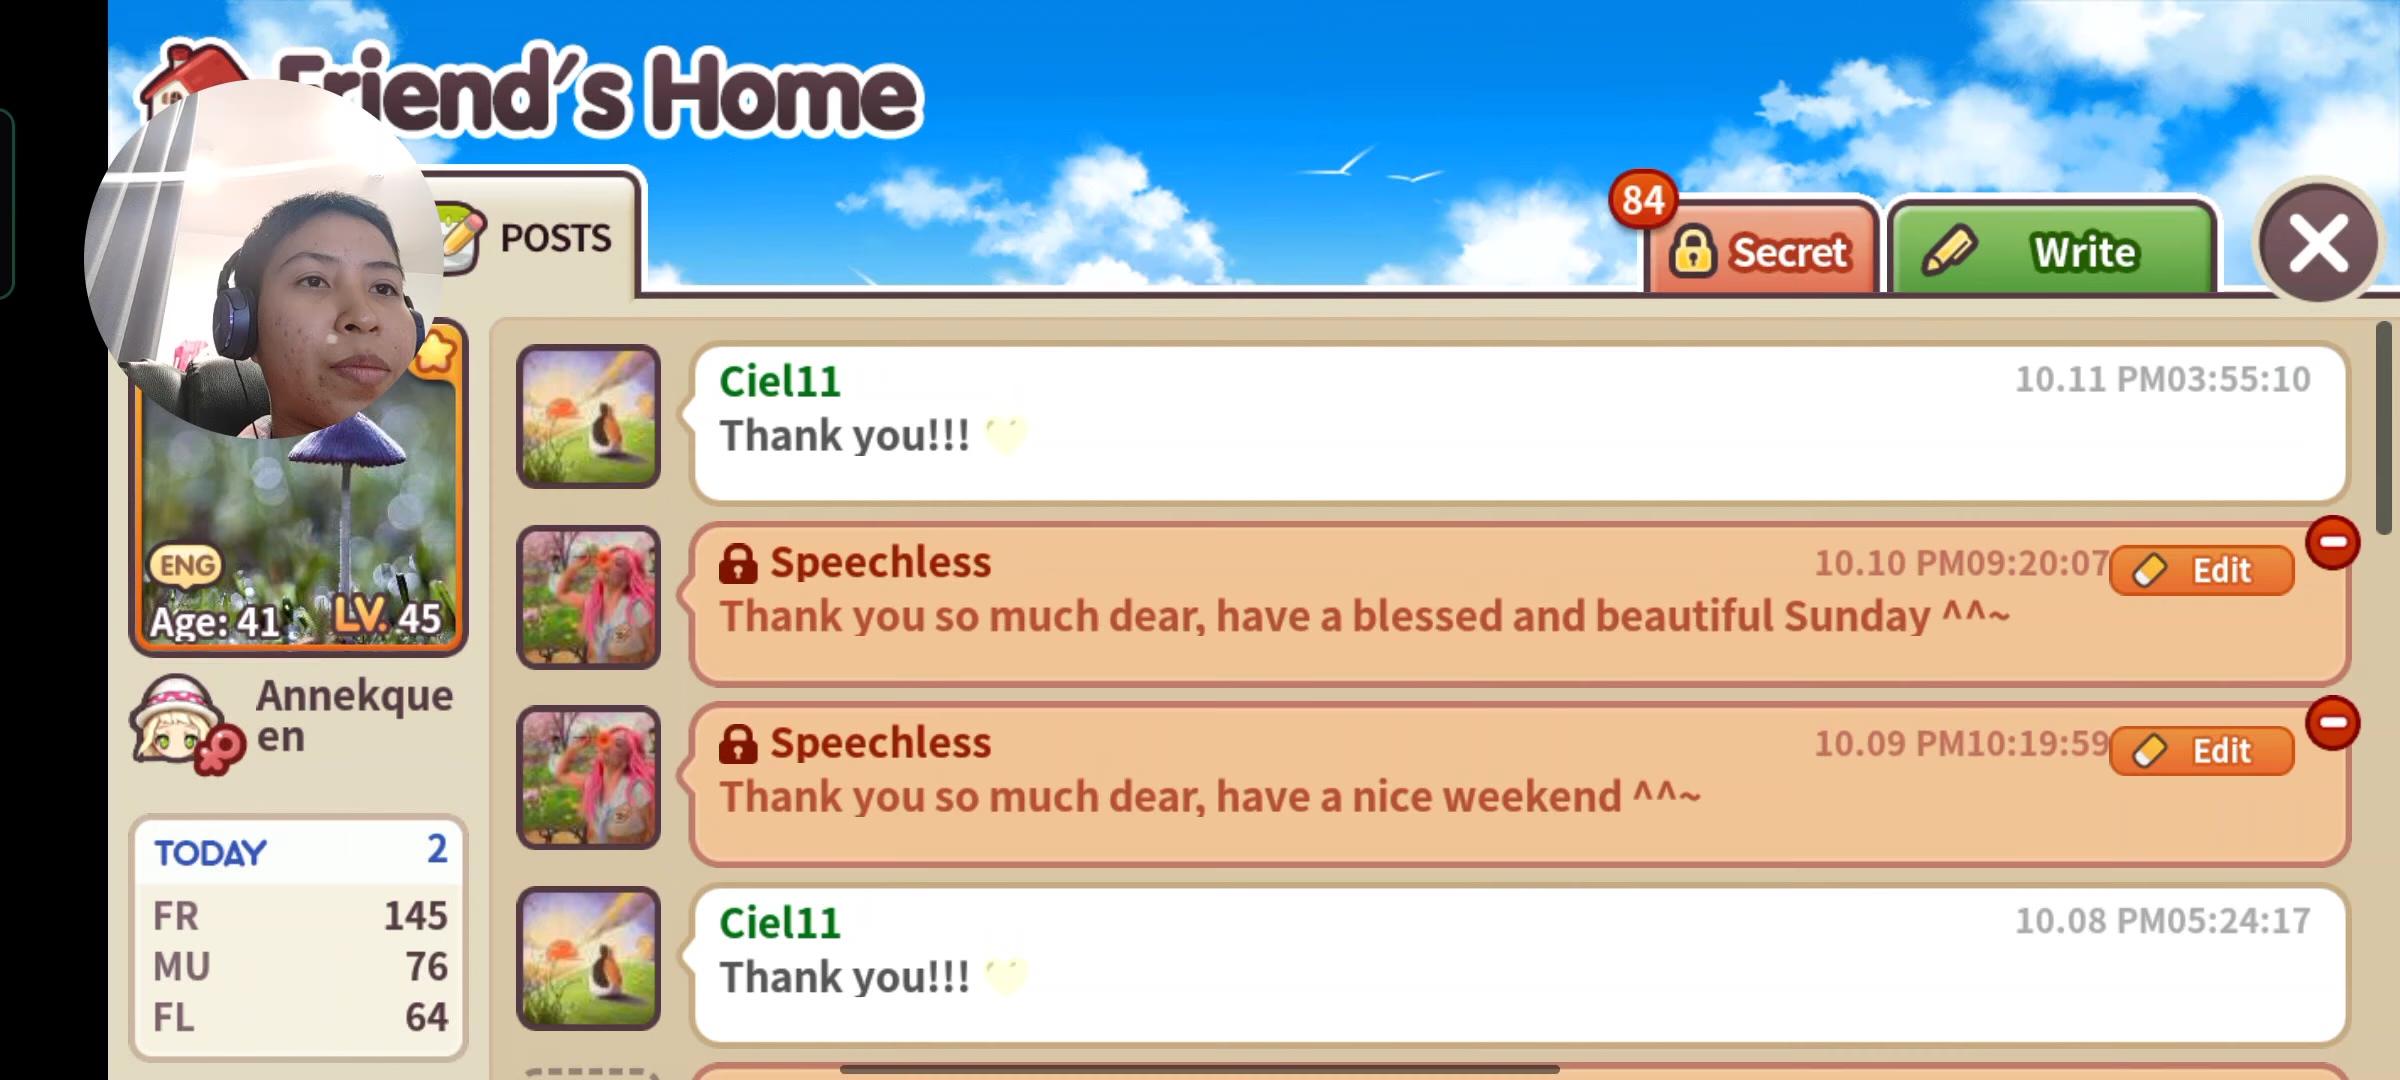 Friend's Home
POSTS
84
Secret
Write
Ciel11
10.11 PM03:55:10
Thank you!!! 💛
Speechless
10.10 PM09:20:07
Edit
Thank you so much dear, have a blessed and beautiful Sunday ^^~
Speechless
10.09 PM10:19:59
Edit
Thank you so much dear, have a nice weekend ^^~
Ciel11
10.08 PM05:24:17
Thank you!!! 💛
ENG
Age: 41
LV. 45
Annekque
en
TODAY 2
FR 145
MU 76
FL 64